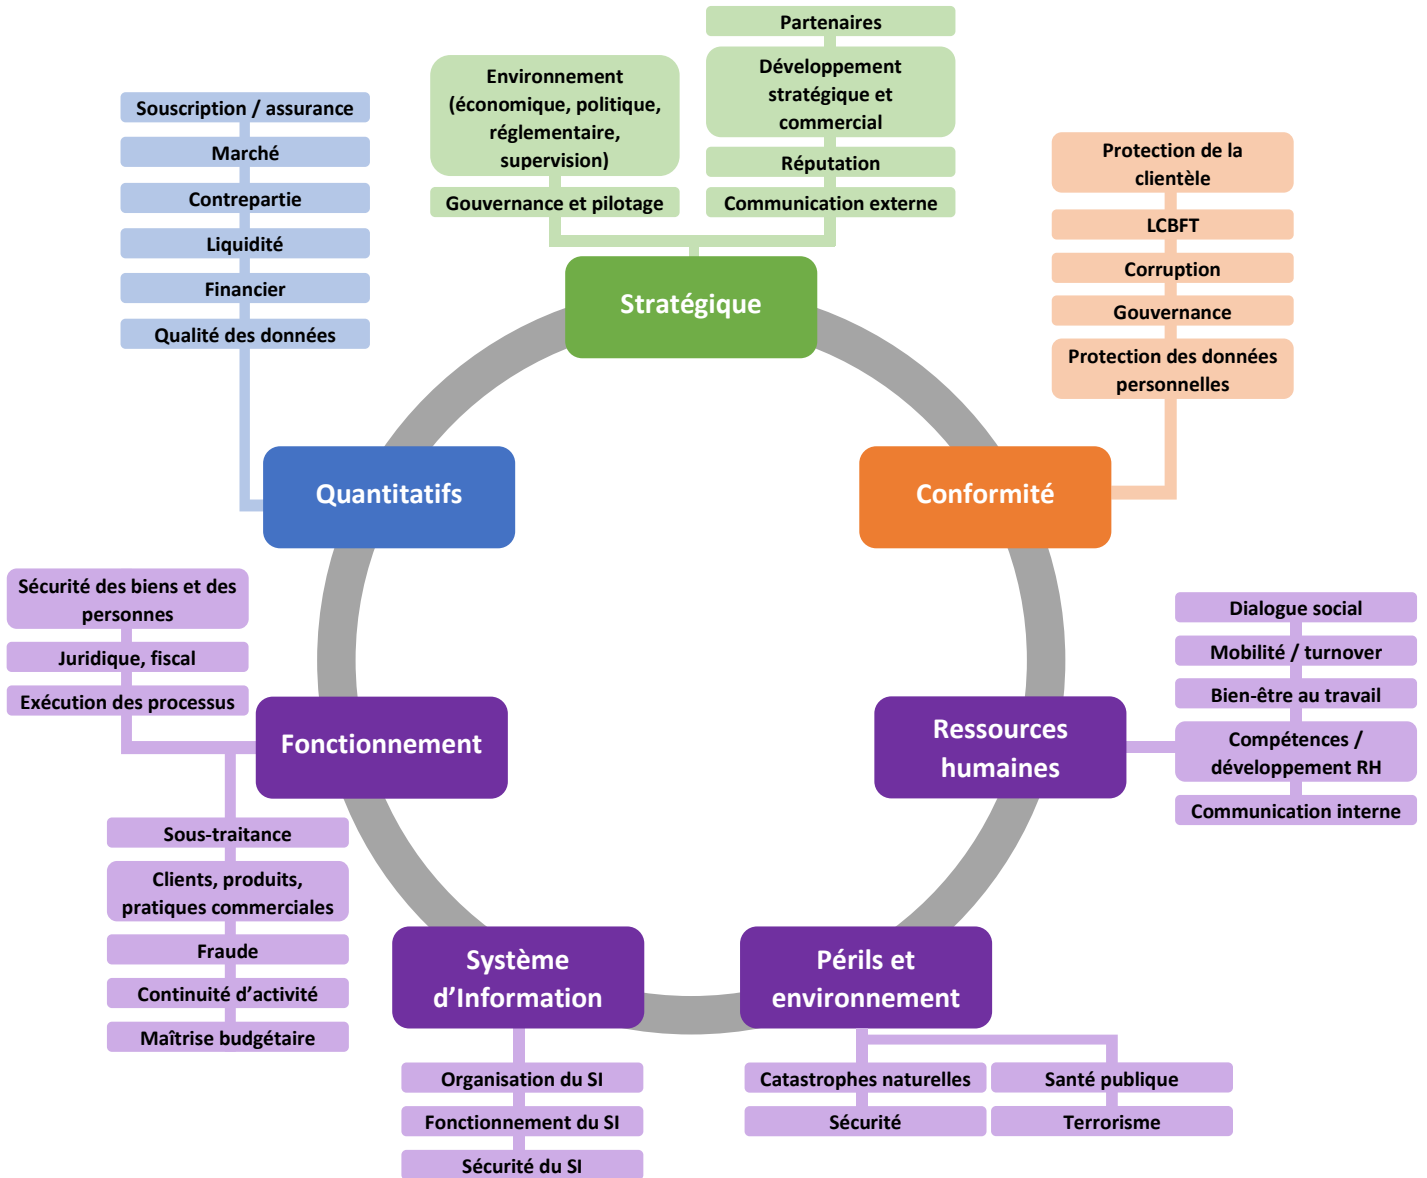 Partenaires
Développement
stratégique et
commercial
Réputation
Communication externe
Environnement
(économique, politique,
réglementaire,
supervision)
Gouvernance et pilotage
Stratégique
Souscription / assurance
Marché
Contrepartie
Liquidité
Financier
Qualité des données
Quantitatifs
Protection de la
clientèle
LCBFT
Corruption
Gouvernance
Protection des données
personnelles
Conformité
Sécurité des biens et des
personnes
Juridique, fiscal
Exécution des processus
Fonctionnement
Sous-traitance
Clients, produits,
pratiques commerciales
Fraude
Continuité d’activité
Maîtrise budgétaire
Dialogue social
Mobilité / turnover
Bien-être au travail
Compétences /
développement RH
Communication interne
Ressources
humaines
Système
d’Information
Organisation du SI
Fonctionnement du SI
Sécurité du SI
Périls et
environnement
Catastrophes naturelles
Sécurité
Santé publique
Terrorisme